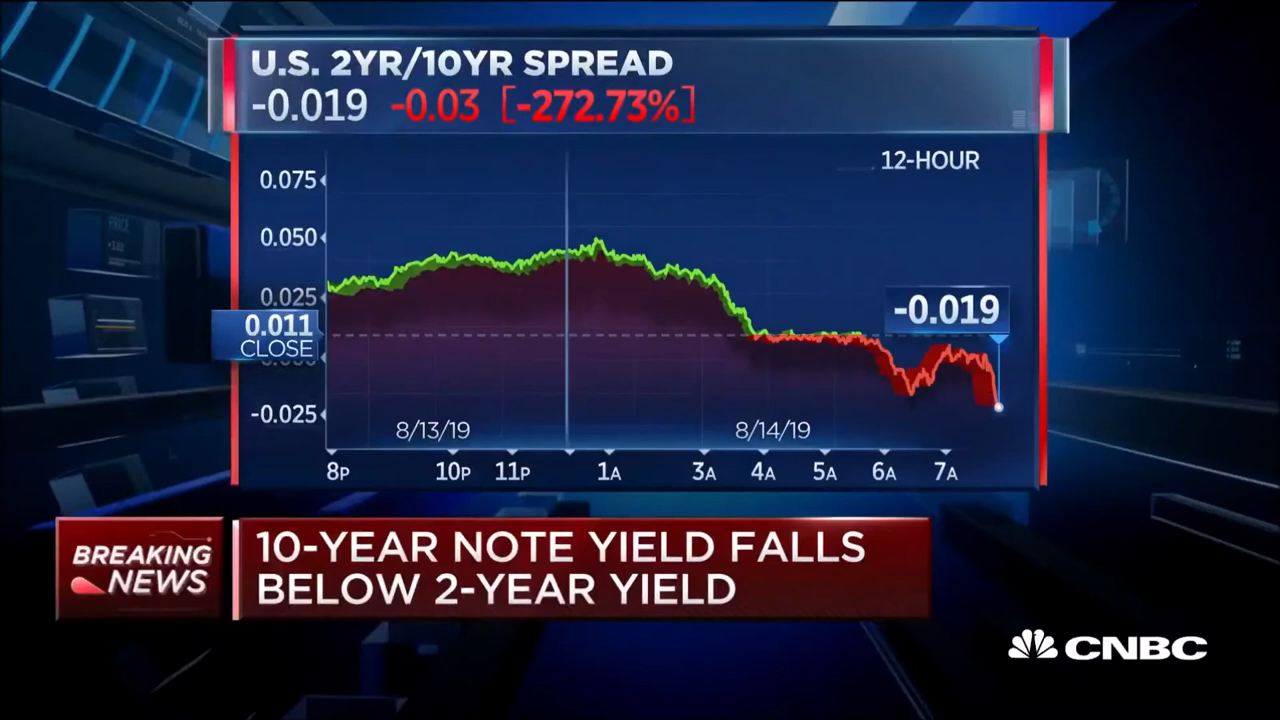 U.S. 2YR/10YR SPREAD
-0.019 -0.03 [-272.73%]
12-HOUR
0.075
0.050
0.025
0.011
CLOSE
-0.025
-0.019
8/13/19 8/14/19
8P 10P 11P 1A 3A 4A 5A 6A 7A
BREAKING
NEWS
10-YEAR NOTE YIELD FALLS
BELOW 2-YEAR YIELD
CNBC